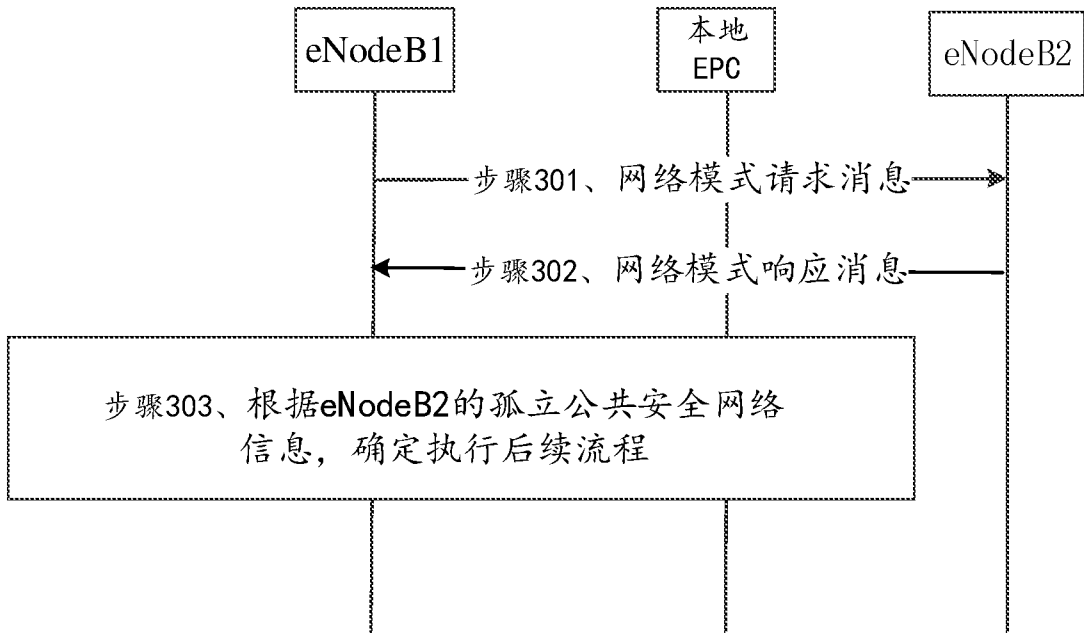 eNodeB1
本地
EPC
eNodeB2
步骤301、网络模式请求消息
步骤302、网络模式响应消息
步骤303、根据eNodeB2的孤立公共安全网络
信息，确定执行后续流程